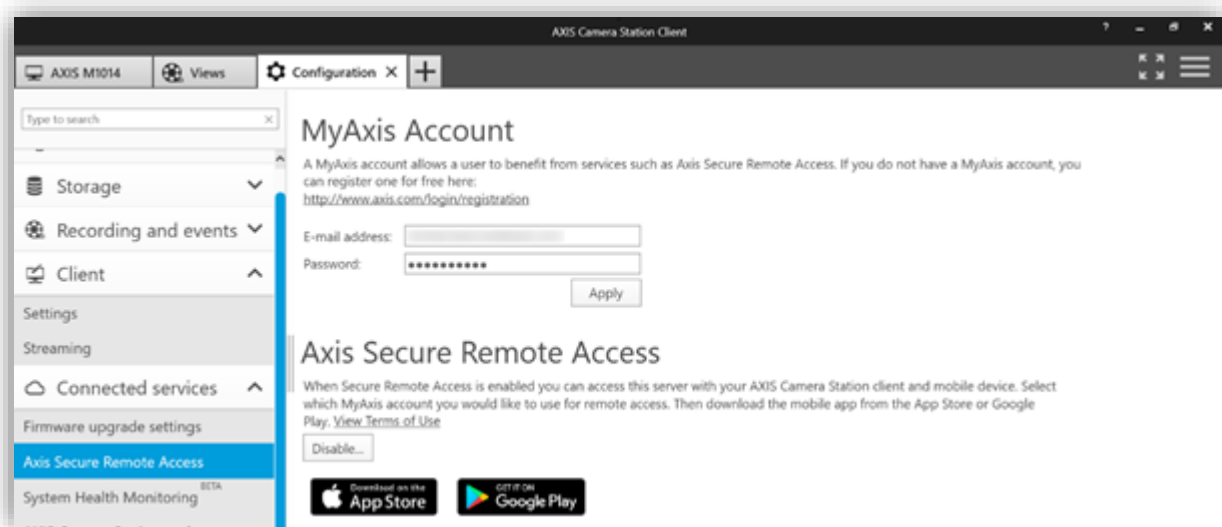 AXIS Camera Station Client
AXIS M1014
Views
Configuration
Type to search
Storage
Recording and events
Client
Settings
Streaming
Connected services
Firmware upgrade settings
Axis Secure Remote Access
System Health Monitoring BETA
MyAxis Account
A MyAxis account allows a user to benefit from services such as Axis Secure Remote Access. If you do not have a MyAxis account, you
can register one for free here:
http://www.axis.com/login/registration
E-mail address:
Password:
Apply
Axis Secure Remote Access
When Secure Remote Access is enabled you can access this server with your AXIS Camera Station client and mobile device. Select
which MyAxis account you would like to use for remote access. Then download the mobile app from the App Store or Google
Play. View Terms of Use
Disable...
Download on the
App Store
GET IT ON
Google Play